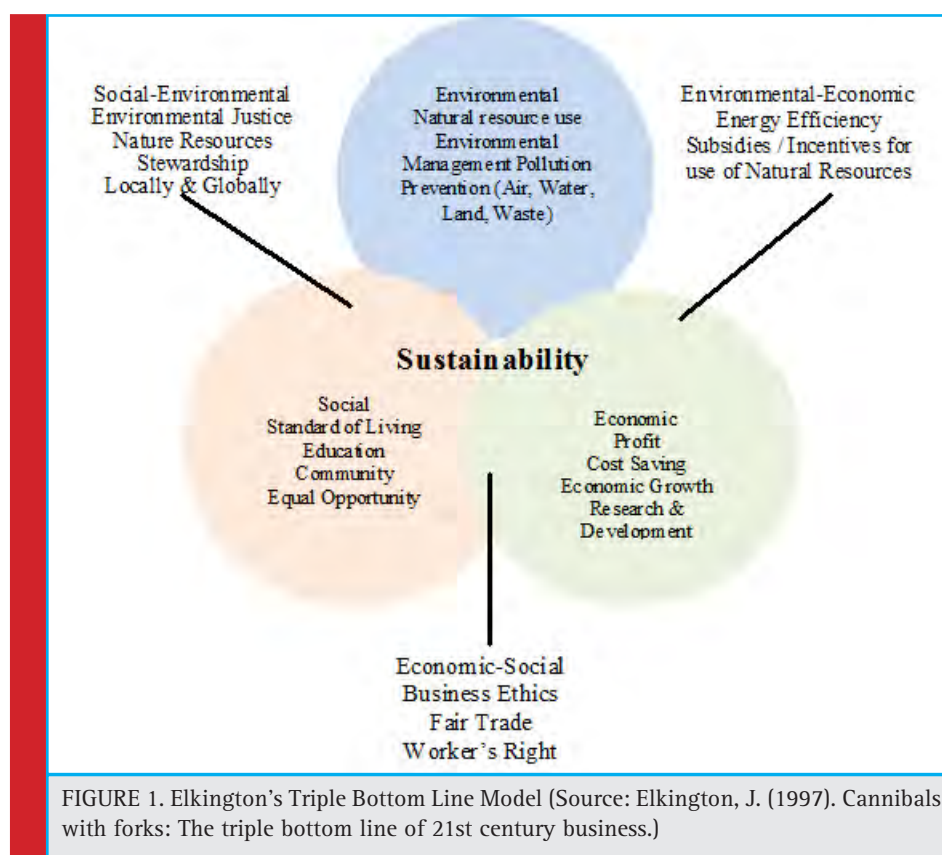 Social-Environmental
Environmental Justice
Nature Resources
Stewardship
Locally & Globally
Environmental
Natural resource use
Environmental
Management Pollution
Prevention (Air, Water,
Land, Waste)
Environmental-Economic
Energy Efficiency
Subsidies / Incentives for
use of Natural Resources
Sustainability
Social
Standard of Living
Education
Community
Equal Opportunity
Economic
Profit
Cost Saving
Economic Growth
Research &
Development
Economic-Social
Business Ethics
Fair Trade
Worker's Right
FIGURE 1. Elkington's Triple Bottom Line Model (Source: Elkington, J. (1997). Cannibals
with forks: The triple bottom line of 21st century business.)